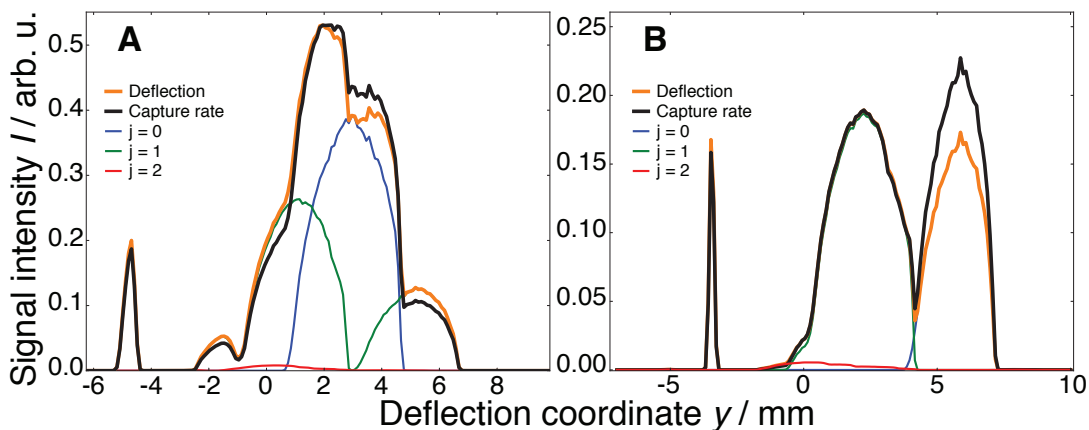 A
B
Signal intensity I / arb. u.
0.5
0.4
0.3
0.2
0.1
0.0
Deflection
Capture rate
j = 0
j = 1
j = 2
-6 -4 -2 0 2 4 6 8
0.25
0.20
0.15
0.10
0.05
0.00
Deflection
Capture rate
j = 0
j = 1
j = 2
-5 0 5 10
Deflection coordinate y / mm